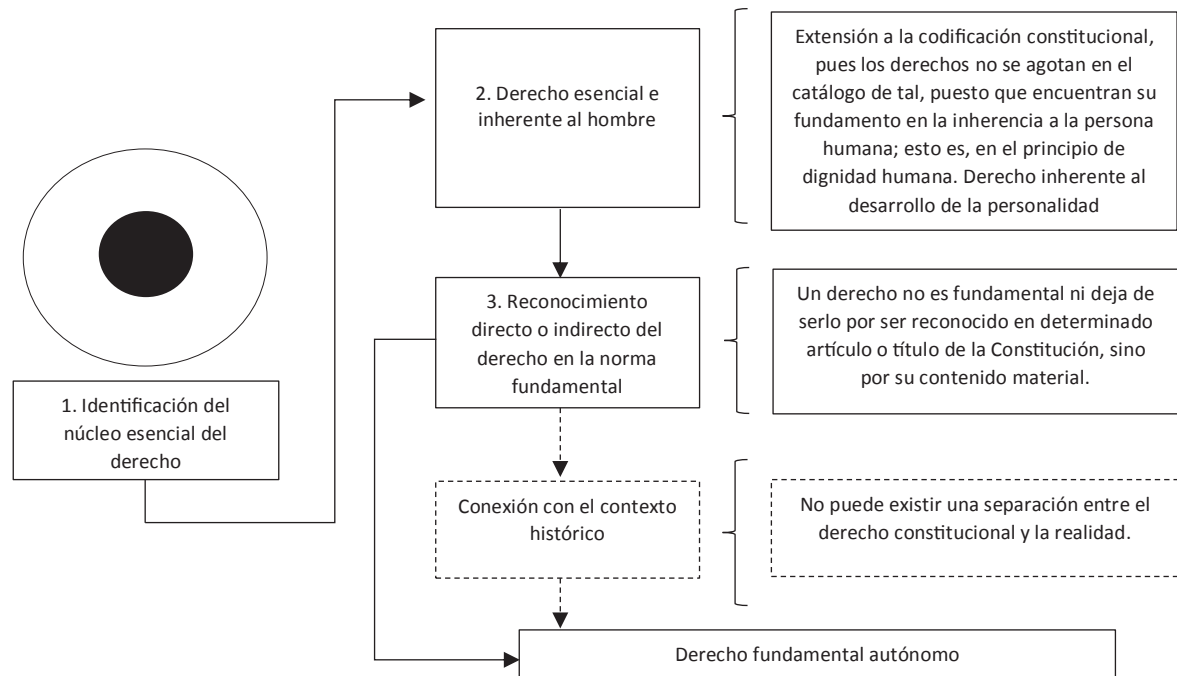 1. Identificación del
núcleo esencial del
derecho
2. Derecho esencial e
inherente al hombre
Extensión a la codificación constitucional,
pues los derechos no se agotan en el
catálogo de tal, puesto que encuentran su
fundamento en la inherencia a la persona
humana; esto es, en el principio de
dignidad humana. Derecho inherente al
desarrollo de la personalidad
3. Reconocimiento
directo o indirecto del
derecho en la norma
fundamental
Un derecho no es fundamental ni deja de
serlo por ser reconocido en determinado
artículo o título de la Constitución, sino
por su contenido material.
Conexión con el contexto
histórico
No puede existir una separación entre el
derecho constitucional y la realidad.
Derecho fundamental autónomo